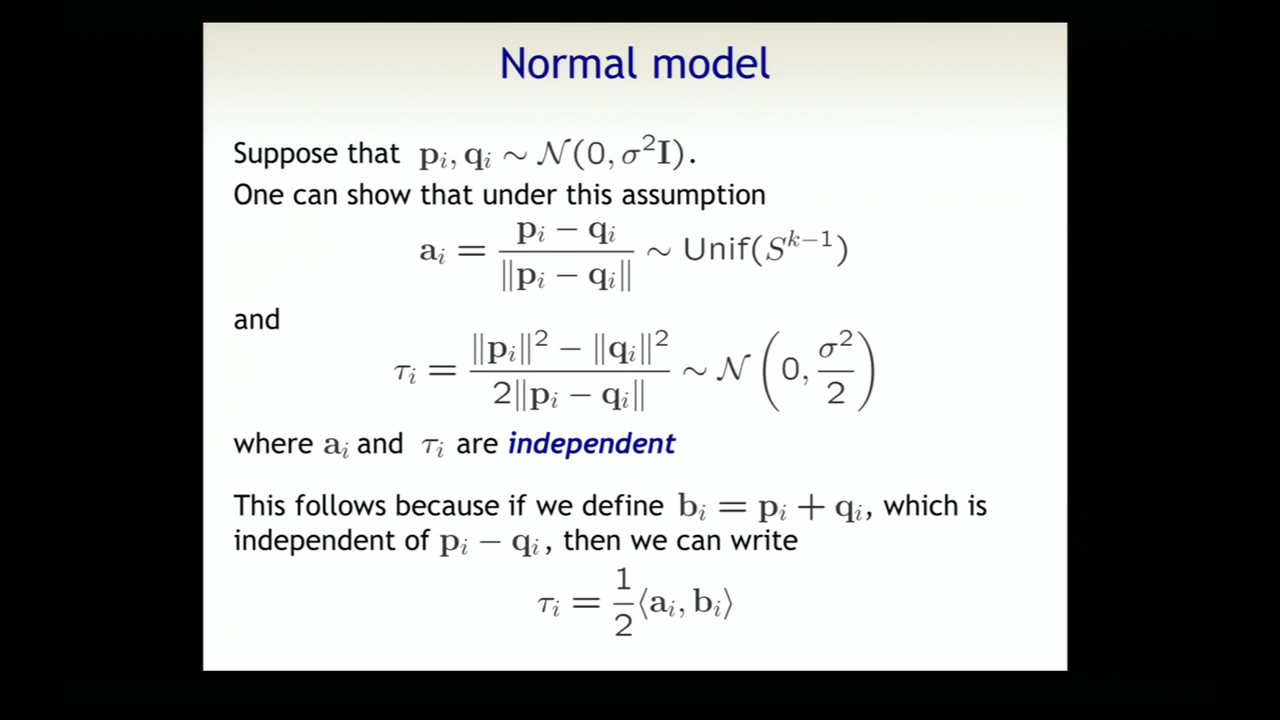 Normal model
Suppose that p_i, q_i ∼ 𝒩(0, σ²I).
One can show that under this assumption
a_i = (p_i − q_i) / ‖p_i − q_i‖ ∼ Unif(S^{k−1})
and
τ_i = (‖p_i‖² − ‖q_i‖²) / (2‖p_i − q_i‖) ∼ 𝒩(0, σ²/2)
where a_i and τ_i are independent
This follows because if we define b_i = p_i + q_i, which is
independent of p_i − q_i, then we can write
τ_i = 1/2 ⟨a_i, b_i⟩